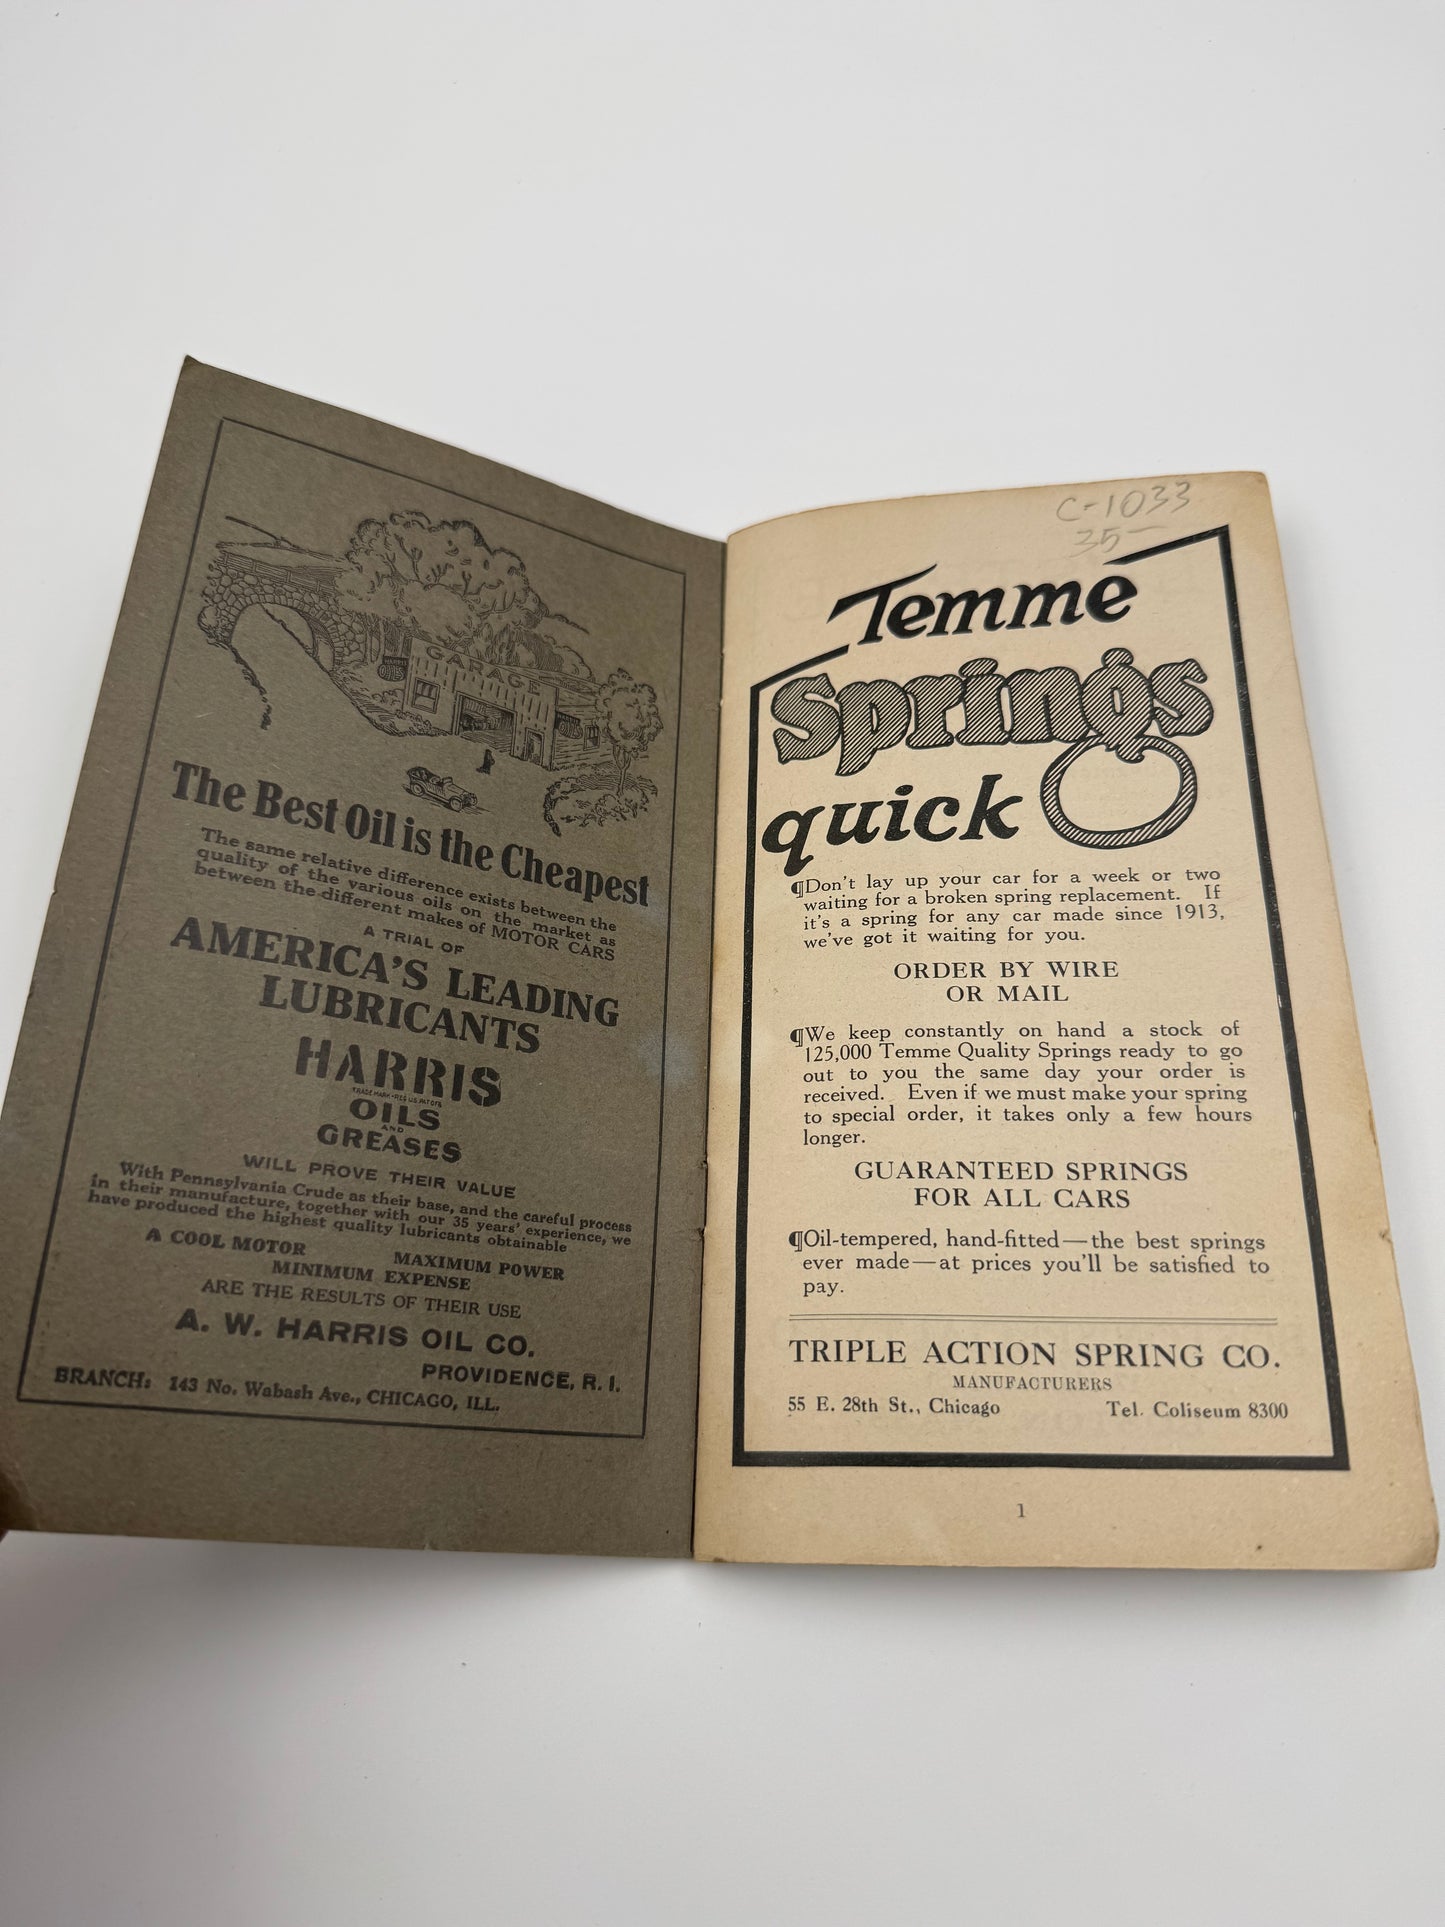 GARAGE
HARRIS
OILS
The Best Oil is the Cheapest
The same relative difference exists between the
quality of the various oils on the market as
between the different makes of MOTOR CARS
A TRIAL OF
AMERICA'S LEADING
LUBRICANTS
HARRIS
TRADE MARK-REG. U.S. PAT. OFF.
OILS
AND
GREASES
WILL PROVE THEIR VALUE
With Pennsylvania Crude as their base, and the careful process
in their manufacture, together with our 35 years' experience, we
have produced the highest quality lubricants obtainable
A COOL MOTOR MAXIMUM POWER
MINIMUM EXPENSE
ARE THE RESULTS OF THEIR USE
A. W. HARRIS OIL CO.
PROVIDENCE, R. I.
BRANCH: 143 No. Wabash Ave., CHICAGO, ILL.
C-1033
35-
Temme
Springs
quick
¶Don't lay up your car for a week or two
waiting for a broken spring replacement. If
it's a spring for any car made since 1913,
we've got it waiting for you.
ORDER BY WIRE
OR MAIL
¶We keep constantly on hand a stock of
125,000 Temme Quality Springs ready to go
out to you the same day your order is
received. Even if we must make your spring
to special order, it takes only a few hours
longer.
GUARANTEED SPRINGS
FOR ALL CARS
¶Oil-tempered, hand-fitted—the best springs
ever made—at prices you'll be satisfied to
pay.
TRIPLE ACTION SPRING CO.
MANUFACTURERS
55 E. 28th St., Chicago Tel. Coliseum 8300
1